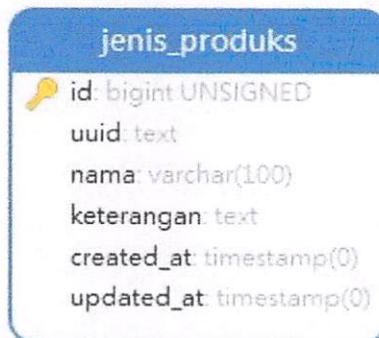 jenis_produks
id: bigint UNSIGNED
uuid: text
nama: varchar(100)
keterangan: text
created_at: timestamp(0)
updated_at: timestamp(0)